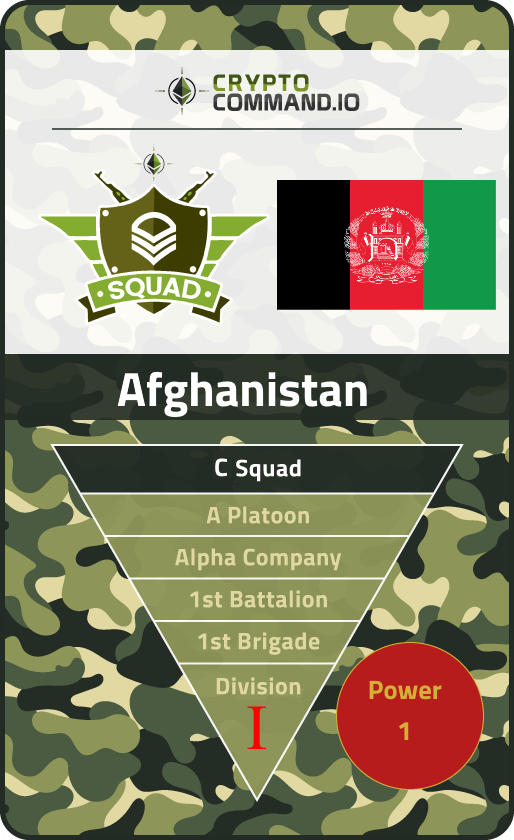 CRYPTO
COMMAND.IO
SQUAD
Afghanistan
C Squad
A Platoon
Alpha Company
1st Battalion
1st Brigade
Division
I
Power
1